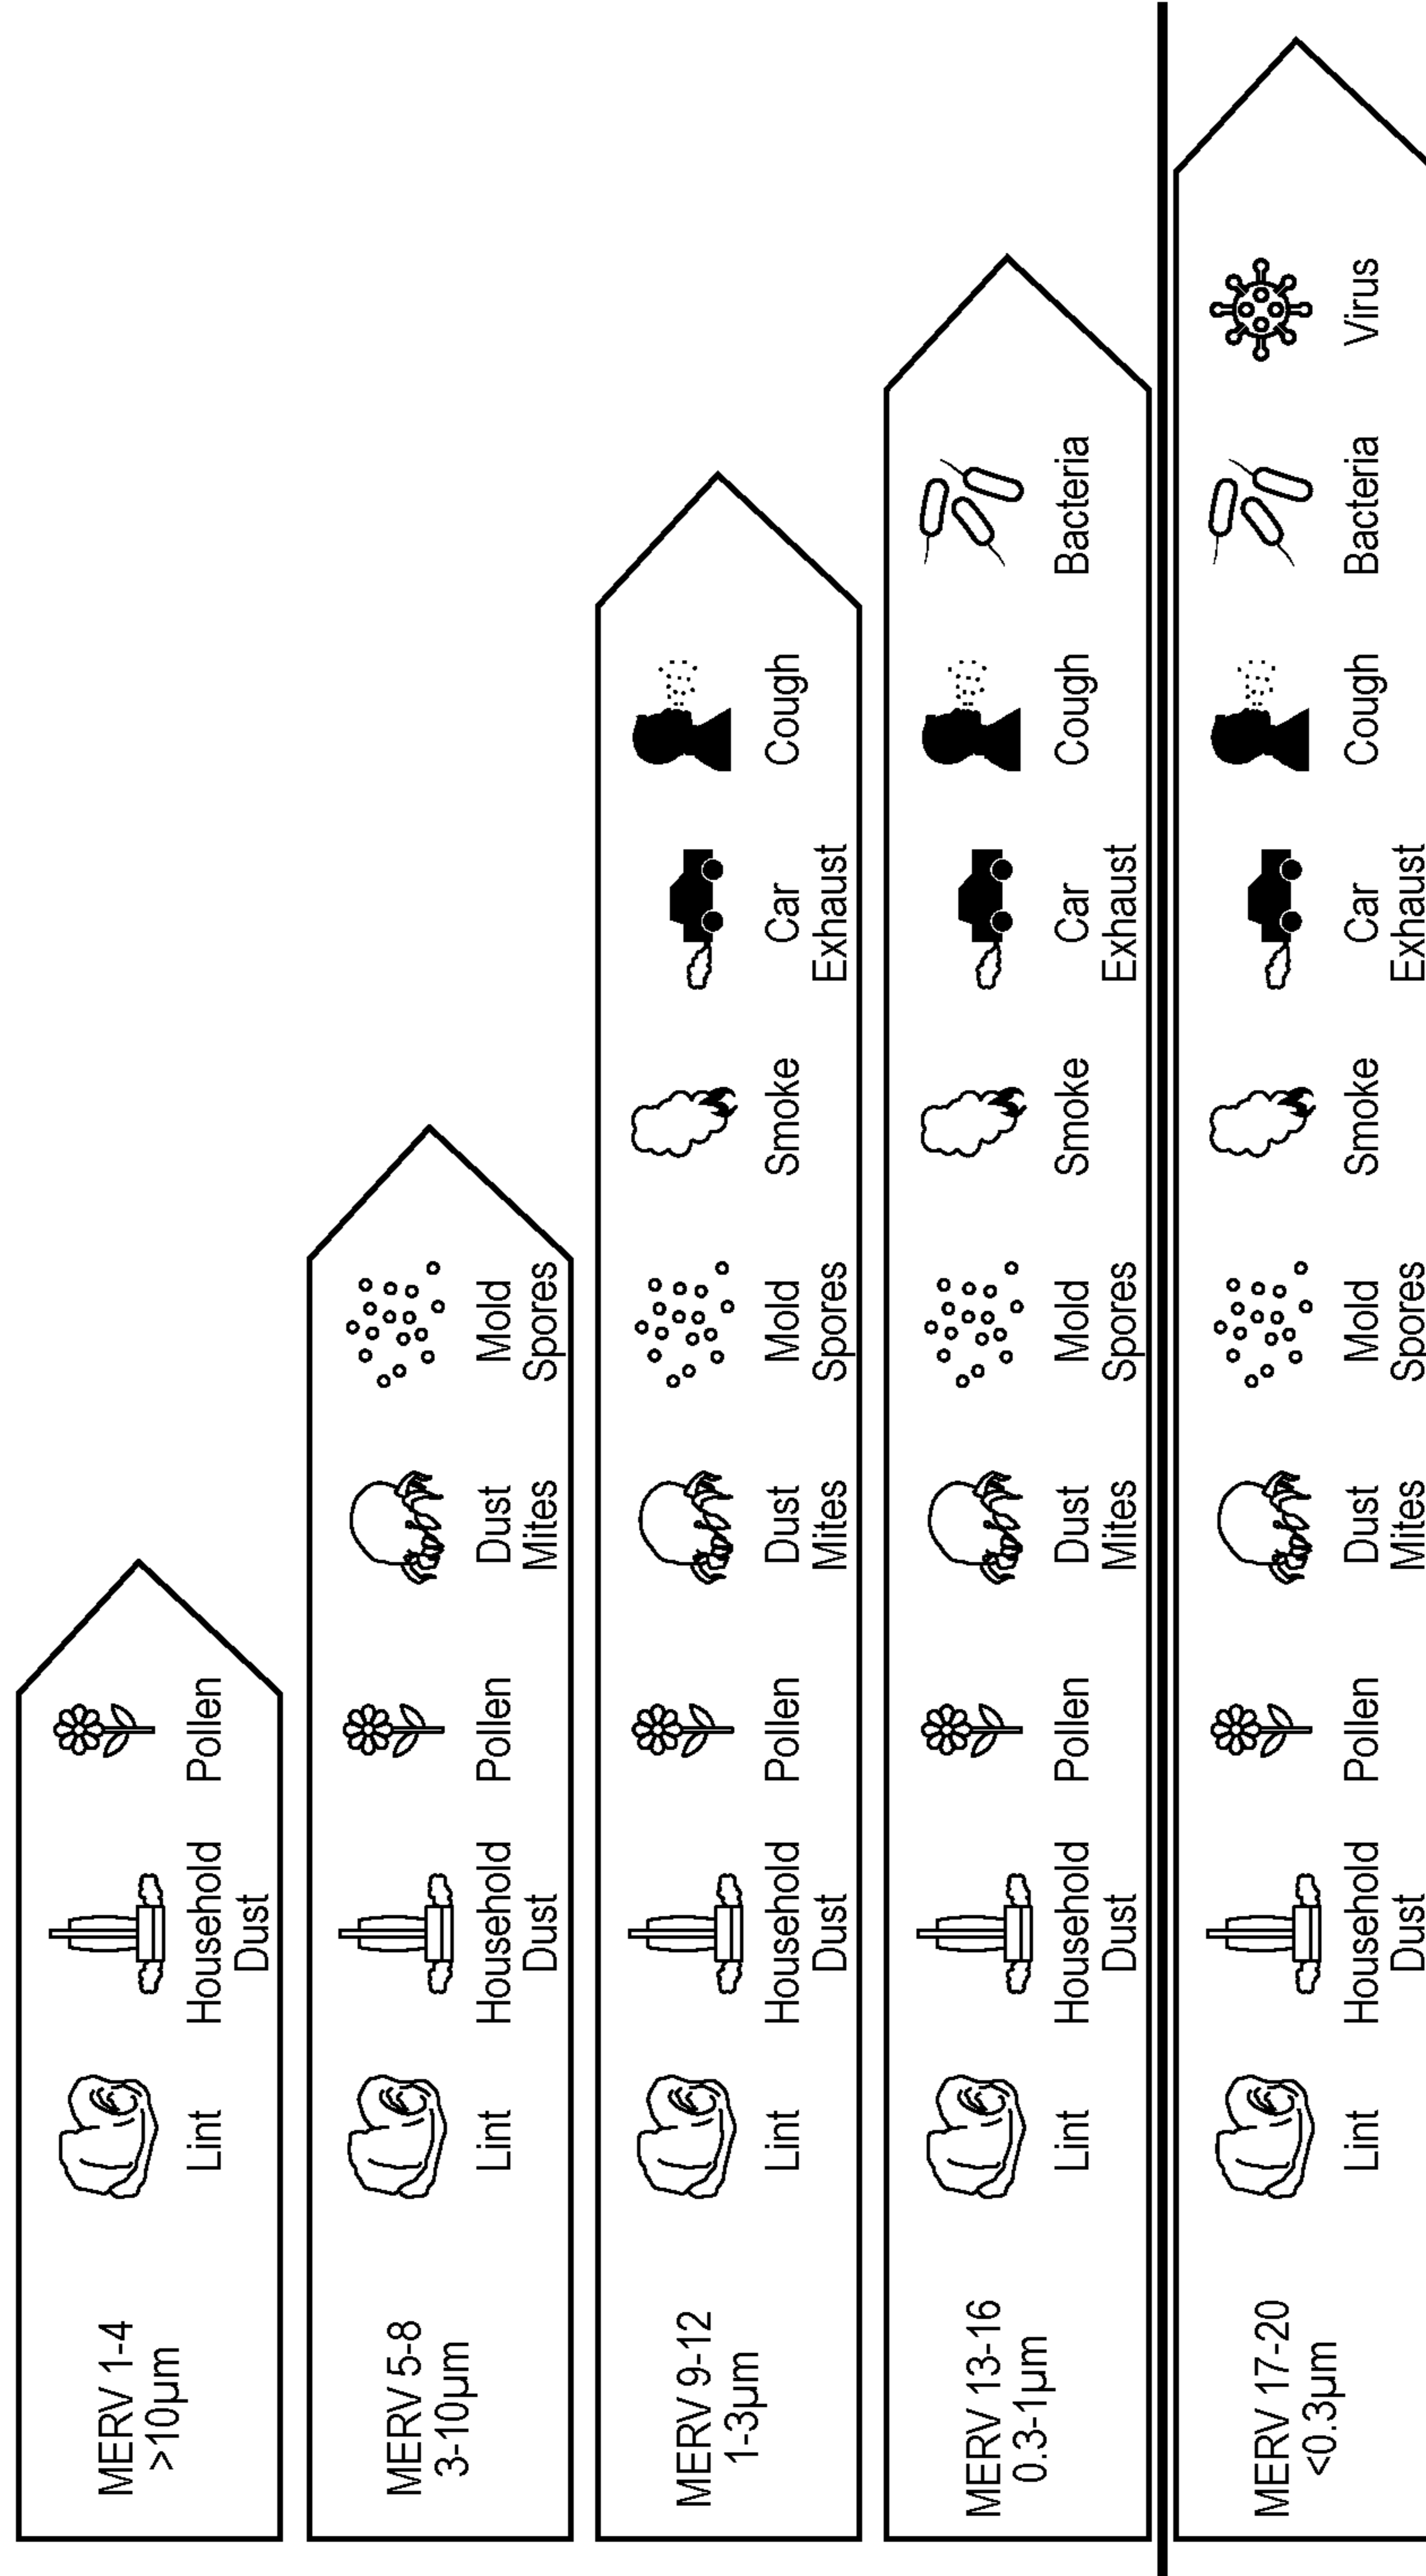 MERV 1-4
>10µm
Lint
Household
Dust
Pollen
MERV 5-8
3-10µm
Lint
Household
Dust
Pollen
Dust
Mites
Mold
Spores
MERV 9-12
1-3µm
Lint
Household
Dust
Pollen
Dust
Mites
Mold
Spores
Smoke
Car
Exhaust
Cough
MERV 13-16
0.3-1µm
Lint
Household
Dust
Pollen
Dust
Mites
Mold
Spores
Smoke
Car
Exhaust
Cough
Bacteria
MERV 17-20
<0.3µm
Lint
Household
Dust
Pollen
Dust
Mites
Mold
Spores
Smoke
Car
Exhaust
Cough
Bacteria
Virus